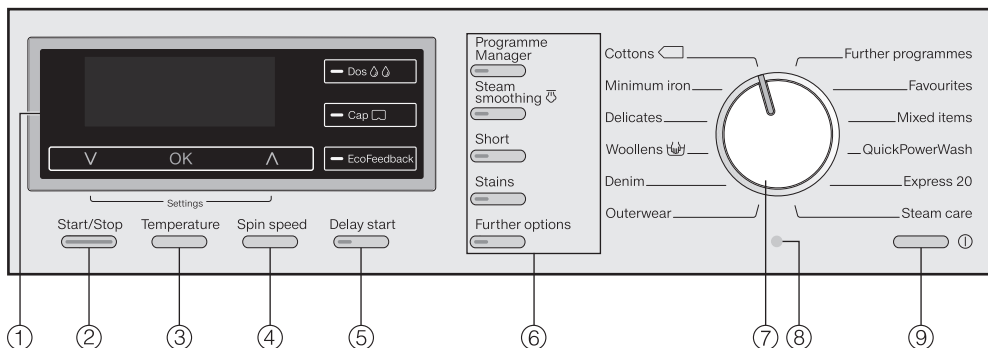 Dos
Cap
EcoFeedback
OK
Settings
Start/Stop
Temperature
Spin speed
Delay start
Programme
Manager
Steam
smoothing
Short
Stains
Further options
Cottons
Minimum iron
Delicates
Woollens
Denim
Outerwear
Further programmes
Favourites
Mixed items
QuickPowerWash
Express 20
Steam care
① ② ③ ④ ⑤ ⑥ ⑦ ⑧ ⑨